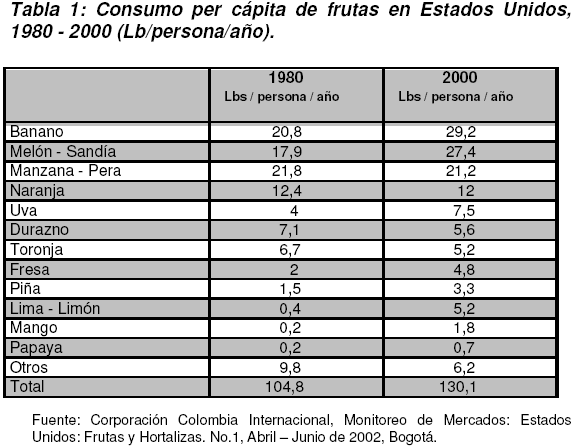 Tabla 1: Consumo per cápita de frutas en Estados Unidos,
1980 - 2000 (Lb/persona/año).
1980 2000
Lbs / persona / año Lbs / persona / año
Banano 20,8 29,2
Melón - Sandía 17,9 27,4
Manzana - Pera 21,8 21,2
Naranja 12,4 12
Uva 4 7,5
Durazno 7,1 5,6
Toronja 6,7 5,2
Fresa 2 4,8
Piña 1,5 3,3
Lima - Limón 0,4 5,2
Mango 0,2 1,8
Papaya 0,2 0,7
Otros 9,8 6,2
Total 104,8 130,1
Fuente: Corporación Colombia Internacional, Monitoreo de Mercados: Estados
Unidos: Frutas y Hortalizas. No.1, Abril – Junio de 2002, Bogotá.